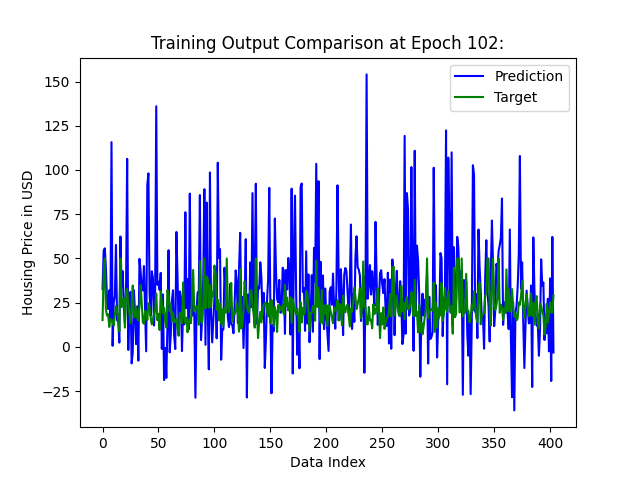 Training Output Comparison at Epoch 102:
Prediction
Target
Housing Price in USD
150
125
100
75
50
25
0
−25
0 50 100 150 200 250 300 350 400
Data Index